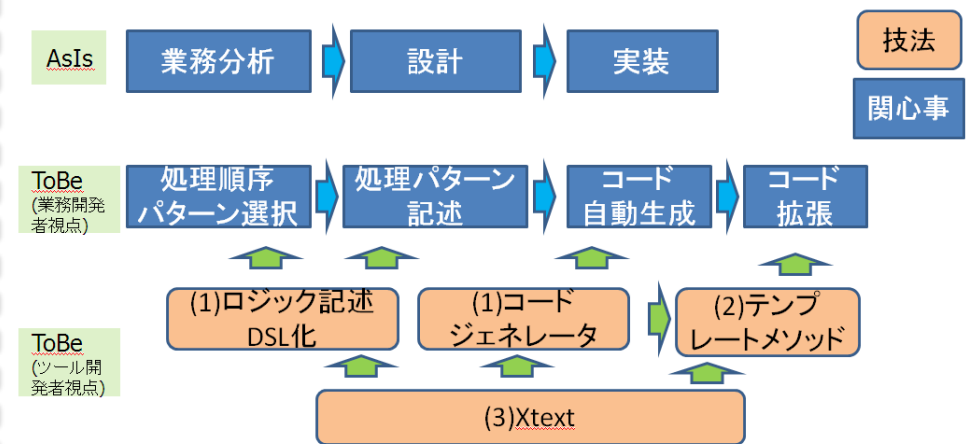 AsIs
業務分析
設計
実装
技法
関心事
ToBe
(業務開発
者視点)
処理順序
パターン選択
処理パターン
記述
コード
自動生成
コード
拡張
(1)ロジック記述
DSL化
(1)コード
ジェネレータ
(2)テンプ
レートメソッド
ToBe
(ツール開
発者視点)
(3)Xtext